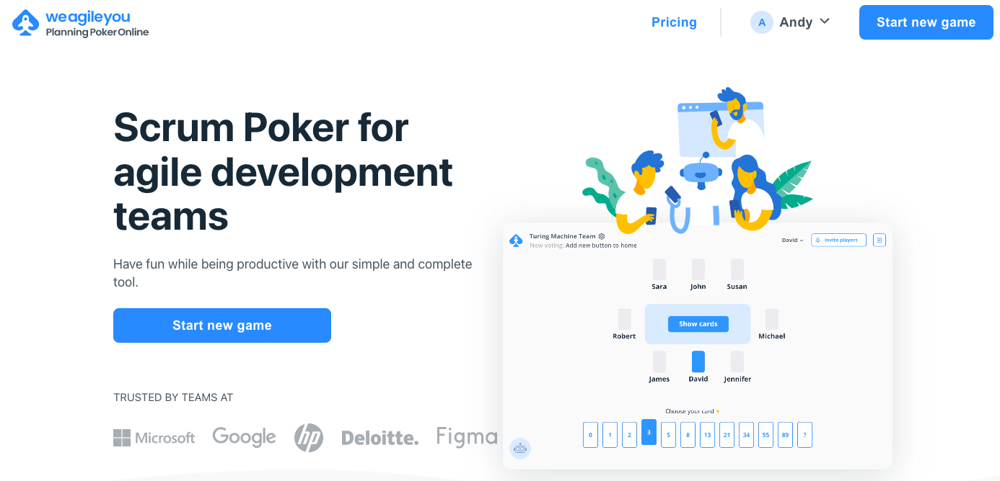 weagileyou
Planning Poker Online
Pricing
A
Andy
Start new game
Scrum Poker for
agile development
teams
Have fun while being productive with our simple and complete
tool.
Start new game
TRUSTED BY TEAMS AT
Microsoft
Google
hp
Deloitte.
Figma
Turing Machine Team
Now voting: Add new button to home
David
Invite players
Sara John Susan
Robert
Show cards
Michael
James David Jennifer
Choose your card
0 1 2 3 5 8 13 21 34 55 89 ?